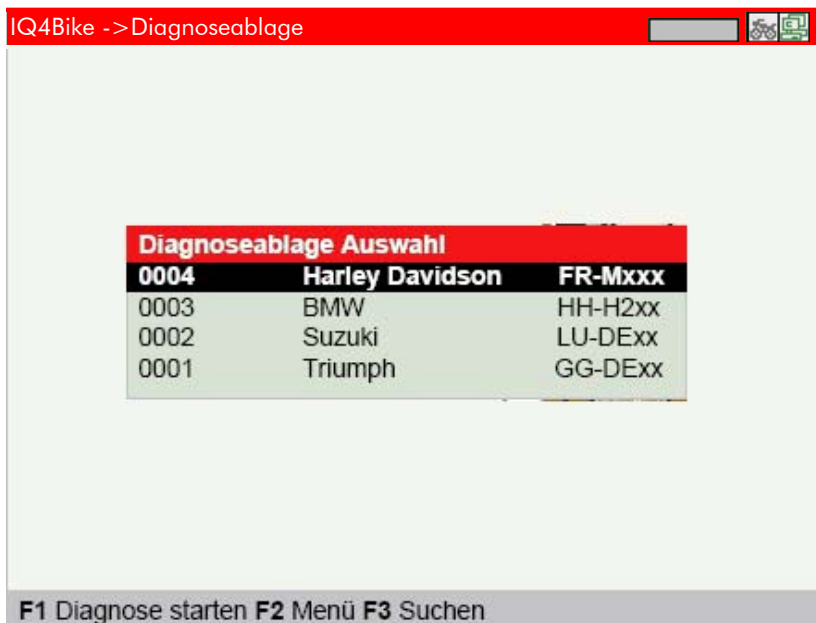 IQ4Bike ->Diagnoseablage
Diagnoseablage Auswahl
0004 Harley Davidson FR-Mxxx
0003 BMW HH-H2xx
0002 Suzuki LU-DExx
0001 Triumph GG-DExx
F1 Diagnose starten F2 Menü F3 Suchen